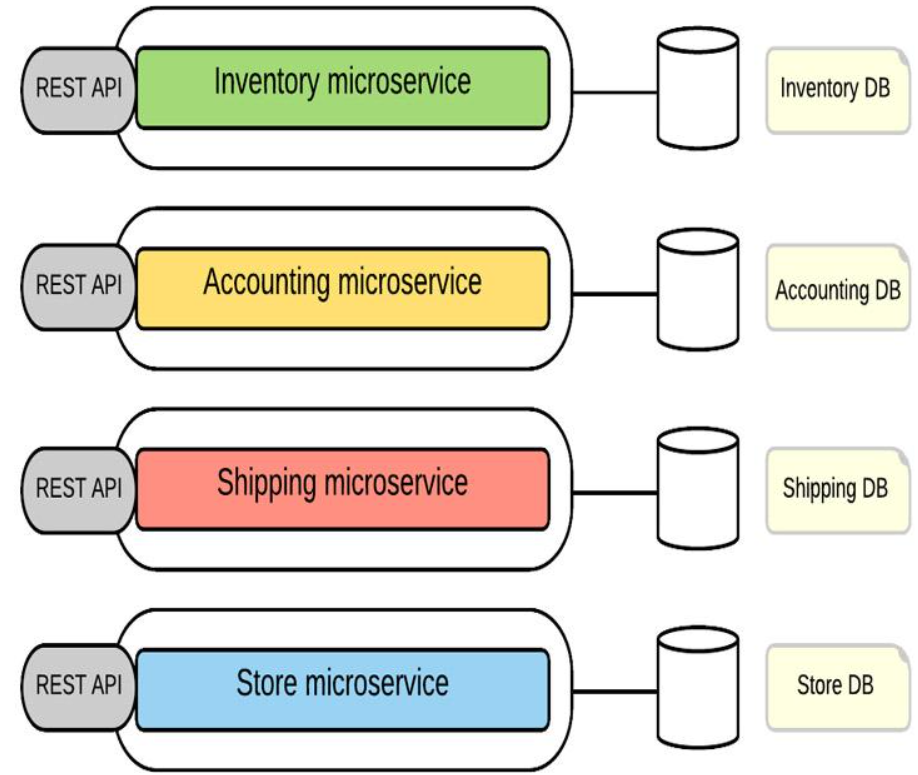 REST API
Inventory microservice
Inventory DB
REST API
Accounting microservice
Accounting DB
REST API
Shipping microservice
Shipping DB
REST API
Store microservice
Store DB